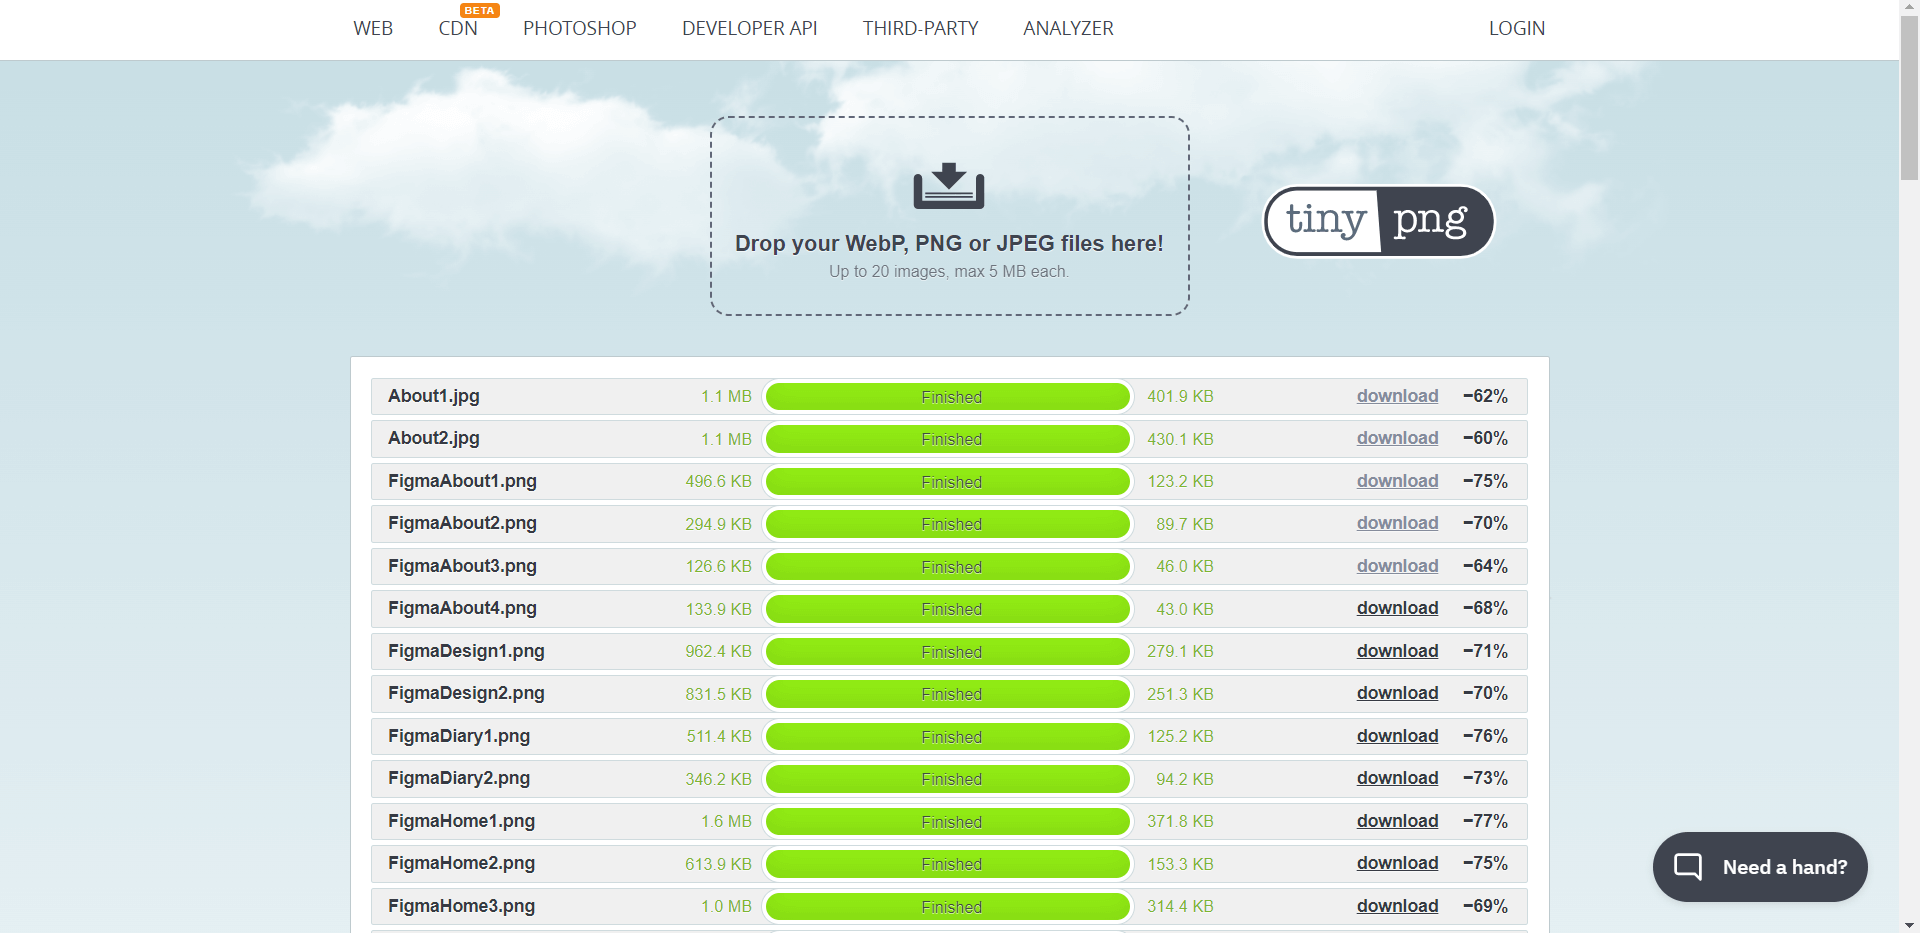 WEB CDN BETA PHOTOSHOP DEVELOPER API THIRD-PARTY ANALYZER LOGIN
Drop your WebP, PNG or JPEG files here!
Up to 20 images, max 5 MB each.
tiny png
About1.jpg 1.1 MB Finished 401.9 KB download −62%
About2.jpg 1.1 MB Finished 430.1 KB download −60%
FigmaAbout1.png 496.6 KB Finished 123.2 KB download −75%
FigmaAbout2.png 294.9 KB Finished 89.7 KB download −70%
FigmaAbout3.png 126.6 KB Finished 46.0 KB download −64%
FigmaAbout4.png 133.9 KB Finished 43.0 KB download −68%
FigmaDesign1.png 962.4 KB Finished 279.1 KB download −71%
FigmaDesign2.png 831.5 KB Finished 251.3 KB download −70%
FigmaDiary1.png 511.4 KB Finished 125.2 KB download −76%
FigmaDiary2.png 346.2 KB Finished 94.2 KB download −73%
FigmaHome1.png 1.6 MB Finished 371.8 KB download −77%
FigmaHome2.png 613.9 KB Finished 153.3 KB download −75%
FigmaHome3.png 1.0 MB Finished 314.4 KB download −69%
Need a hand?